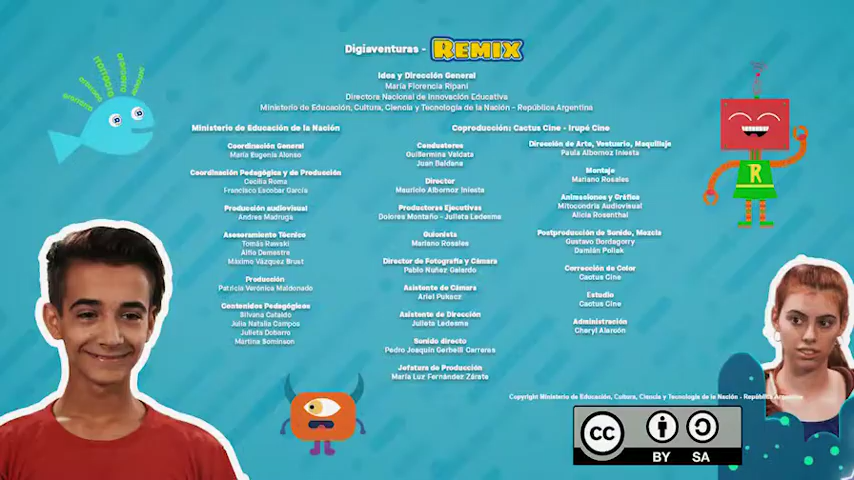 Digiaventuras - REMIX
Idea y Dirección General
María Florencia Ripani
Directora Nacional de Innovación Educativa
Ministerio de Educación, Cultura, Ciencia y Tecnología de la Nación - República Argentina
Ministerio de Educación de la Nación
Coordinación General
María Eugenia Alonso
Coordinación Pedagógica y de Producción
Cecilia Roma
Francisco Escobar García
Producción audiovisual
Andrea Madruga
Asesoramiento Técnico
Tomás Rawski
Alfio Demestre
Máximo Vázquez Brust
Producción
Patricia Verónica Maldonado
Contenidos Pedagógicos
Silvana Cataldo
Julia Natalia Campos
Julieta Dobarro
Martina Sominson
Coproducción: Cactus Cine - Irupé Cine
Conductores
Guillermina Valdata
Juan Baldana
Director
Mauricio Albornoz Iniesta
Productoras Ejecutivas
Dolores Montaño - Julieta Ledesma
Guionista
Mariano Rosales
Director de Fotografía y Cámara
Pablo Nuñez Galardo
Asistente de Cámara
Ariel Pukacz
Asistente de Dirección
Julieta Ledesma
Sonido directo
Pedro Joaquín Gerbelli Carreras
Jefatura de Producción
María Luz Fernández Zárate
Dirección de Arte, Vestuario, Maquillaje
Paula Albornoz Iniesta
Montaje
Mariano Rosales
Animaciones y Gráfica
Mitocondria Audiovisual
Alicia Rosenthal
Postproducción de Sonido, Mezcla
Gustavo Dordagorry
Damián Pollak
Corrección de Color
Cactus Cine
Estudio
Cactus Cine
Administración
Cheryl Alarcón
Copyright Ministerio de Educación, Cultura, Ciencia y Tecnología de la Nación - República Argentina
R
cc
BY SA